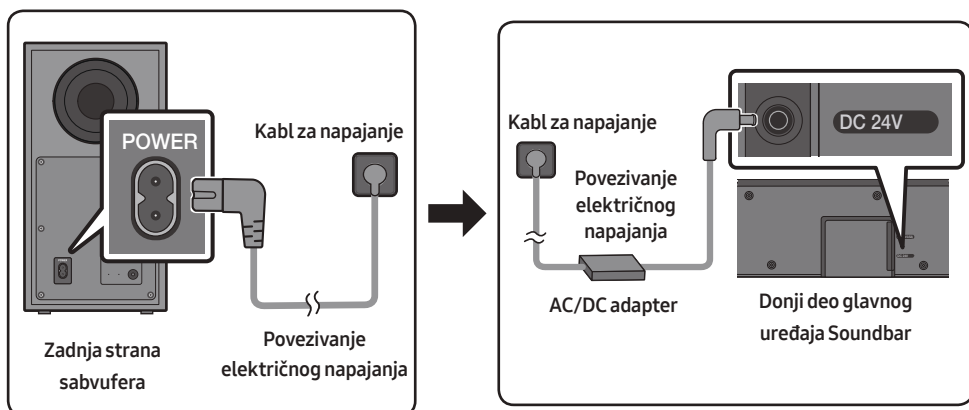 POWER
Kabl za napajanje
Zadnja strana
sabvufera
Povezivanje
električnog napajanja
Kabl za napajanje
Povezivanje
električnog
napajanja
AC/DC adapter
DC 24V
Donji deo glavnog
uređaja Soundbar